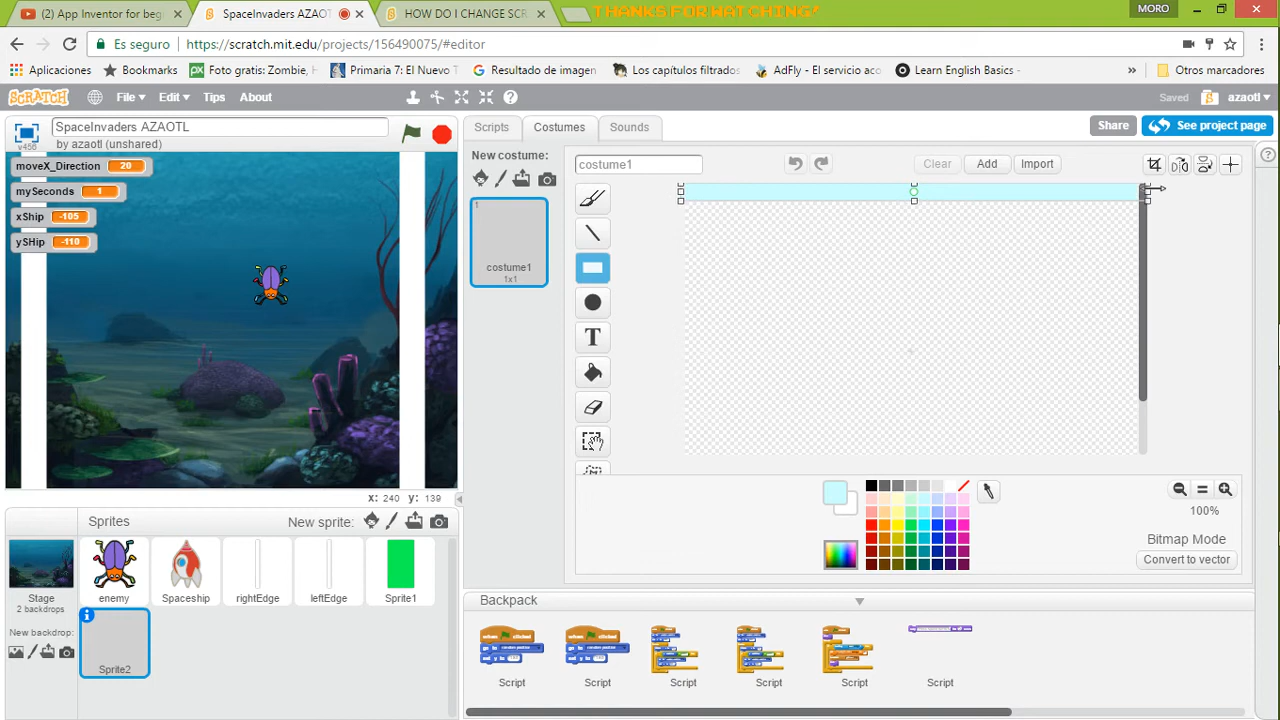 THANKS FOR WATCHING!
(2) App Inventor for beg
SpaceInvaders AZAOT
HOW DO I CHANGE SCR
MORO
Es seguro
https://scratch.mit.edu/projects/156490075/#editor
Aplicaciones
Bookmarks
Foto gratis: Zombie, H
Primaria 7: El Nuevo T
Resultado de imagen
Los capítulos filtrados
AdFly - El servicio aco
Learn English Basics -
»
Otros marcadores
SCRATCH
File
Edit
Tips
About
Saved
azaotl
v456
SpaceInvaders AZAOTL
by azaotl (unshared)
Scripts
Costumes
Sounds
Share
See project page
moveX_Direction 20
mySeconds 1
xShip -105
ySHip -110
New costume:
costume1
Clear
Add
Import
1
costume1
1x1
T
x: 240 y: 139
100%
Bitmap Mode
Convert to vector
Sprites
New sprite:
Stage
2 backdrops
New backdrop:
enemy
Spaceship
rightEdge
leftEdge
Sprite1
Sprite2
Backpack
Script
Script
Script
Script
Script
Script